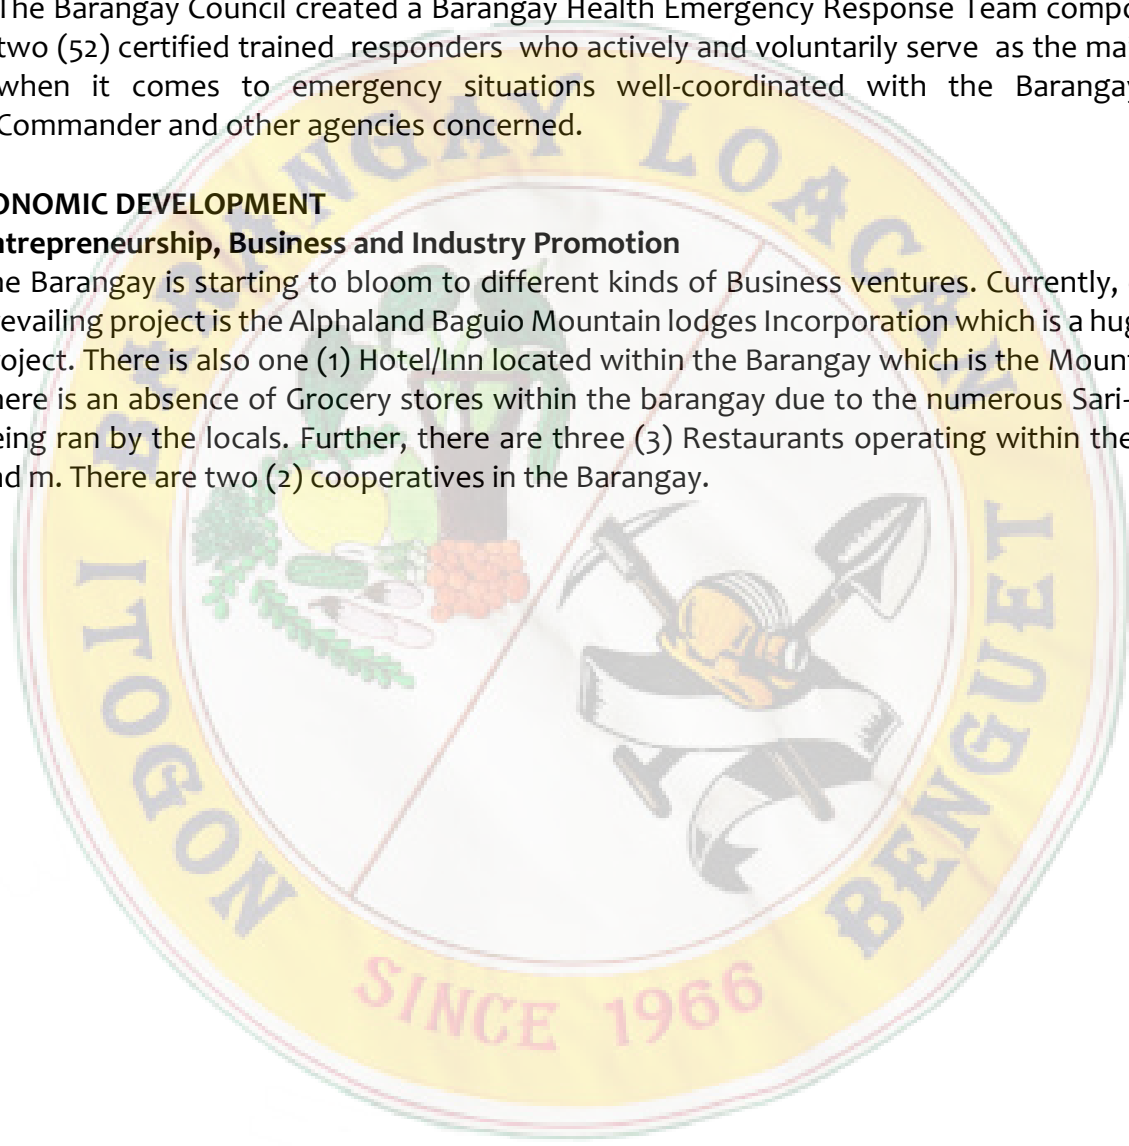 The Barangay Council created a Barangay Health Emergency Response Team compo
two (52) certified trained responders who actively and voluntarily serve as the ma
when it comes to emergency situations well-coordinated with the Barangay
Commander and other agencies concerned.
ONOMIC DEVELOPMENT
ntrepreneurship, Business and Industry Promotion
he Barangay is starting to bloom to different kinds of Business ventures. Currently,
revailing project is the Alphaland Baguio Mountain lodges Incorporation which is a hug
roject. There is also one (1) Hotel/Inn located within the Barangay which is the Mount
here is an absence of Grocery stores within the barangay due to the numerous Sari-
eing ran by the locals. Further, there are three (3) Restaurants operating within the
nd m. There are two (2) cooperatives in the Barangay.
BARANGAY LOACAN
ITOGON
BENGUET
SINCE 1966